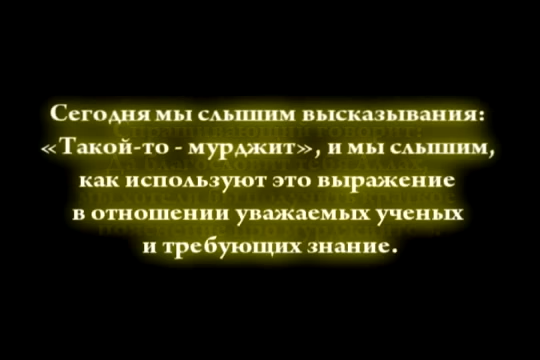 Сегодня мы слышим высказывания:
«Такой-то - мурджит», и мы слышим,
как используют это выражение
в отношении уважаемых ученых
и требующих знание.